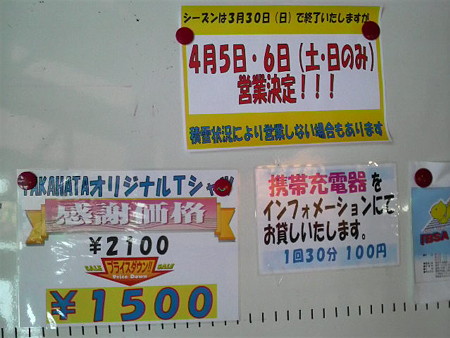 シーズンは3月30日（日）で終了いたしますが
4月5日・6日（土・日のみ）
営業決定！！！
積雪状況により営業しない場合もあります
TAKAHATAオリジナルTシャツ
感謝価格
￥2100
プライスダウン!!
Price Down
￥1500
携帯充電器を
インフォメーションにて
お貸しいたします。
1回30分 100円